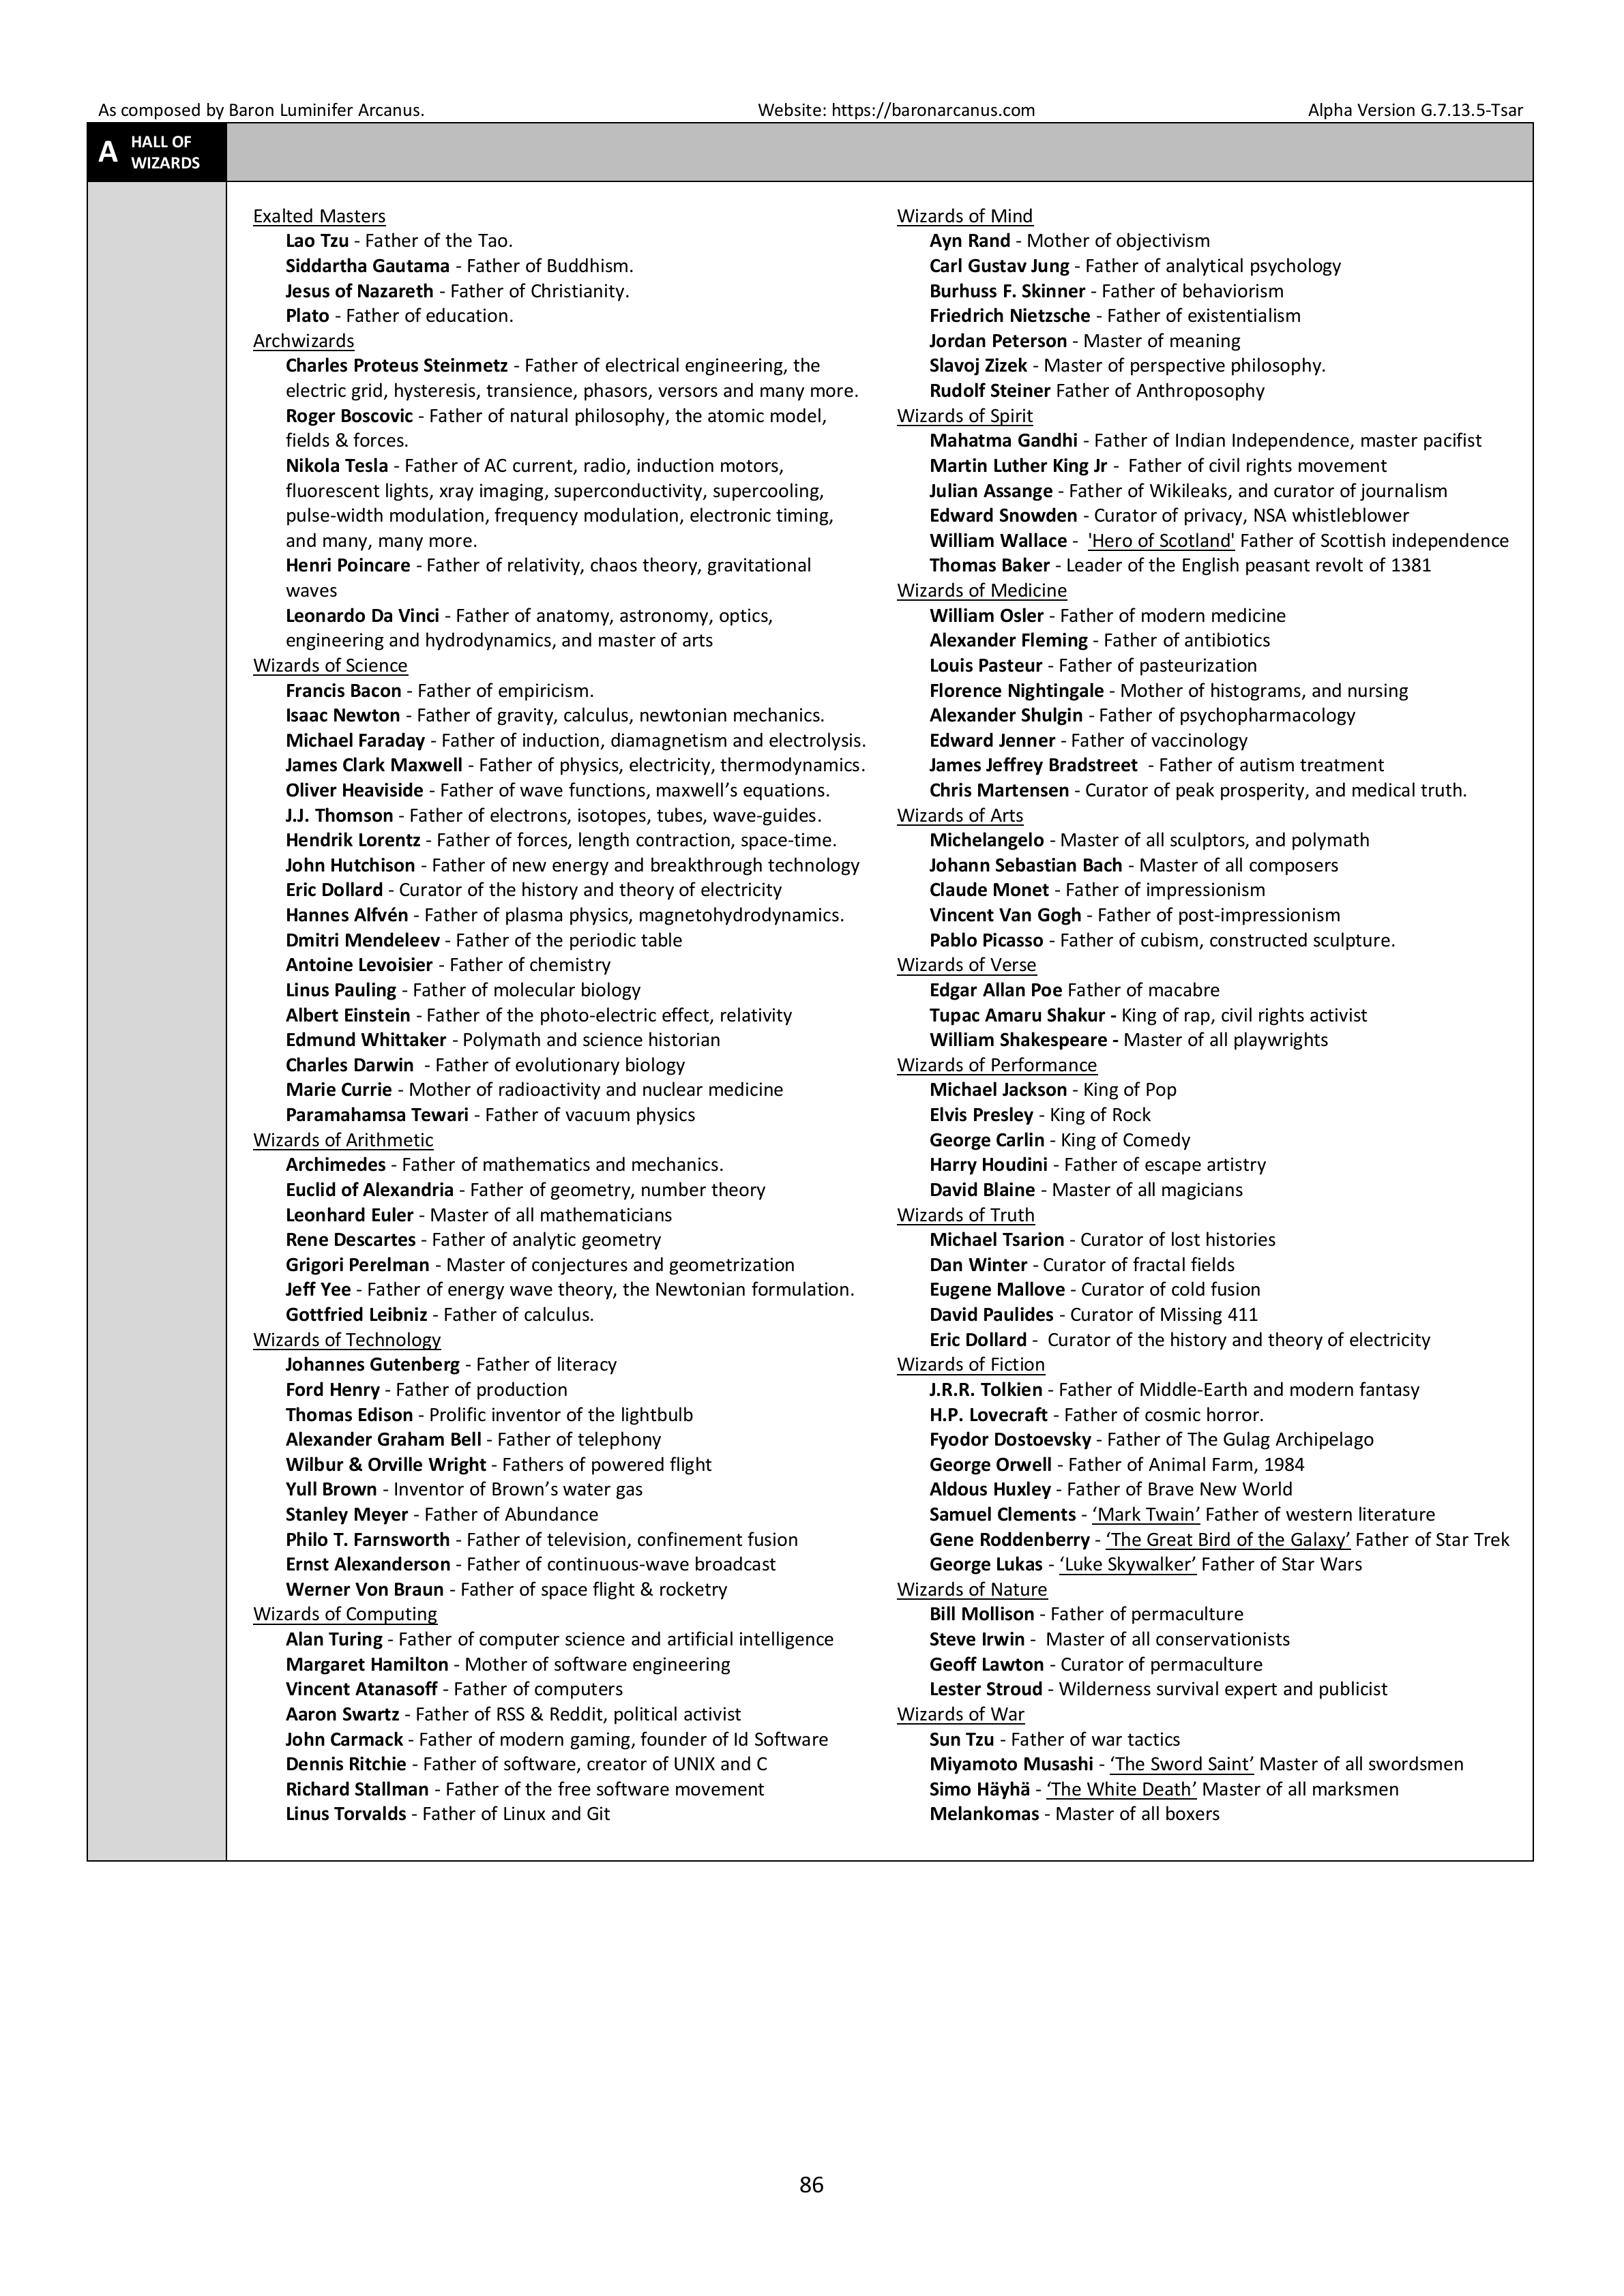 As composed by Baron Luminifer Arcanus. Website: https://baronarcanus.com Alpha Version G.7.13.5-Tsar
A HALL OF
WIZARDS
Exalted Masters
Lao Tzu - Father of the Tao.
Siddartha Gautama - Father of Buddhism.
Jesus of Nazareth - Father of Christianity.
Plato - Father of education.
Archwizards
Charles Proteus Steinmetz - Father of electrical engineering, the
electric grid, hysteresis, transience, phasors, versors and many more.
Roger Boscovic - Father of natural philosophy, the atomic model,
fields & forces.
Nikola Tesla - Father of AC current, radio, induction motors,
fluorescent lights, xray imaging, superconductivity, supercooling,
pulse-width modulation, frequency modulation, electronic timing,
and many, many more.
Henri Poincare - Father of relativity, chaos theory, gravitational
waves
Leonardo Da Vinci - Father of anatomy, astronomy, optics,
engineering and hydrodynamics, and master of arts
Wizards of Science
Francis Bacon - Father of empiricism.
Isaac Newton - Father of gravity, calculus, newtonian mechanics.
Michael Faraday - Father of induction, diamagnetism and electrolysis.
James Clark Maxwell - Father of physics, electricity, thermodynamics.
Oliver Heaviside - Father of wave functions, maxwell’s equations.
J.J. Thomson - Father of electrons, isotopes, tubes, wave-guides.
Hendrik Lorentz - Father of forces, length contraction, space-time.
John Hutchison - Father of new energy and breakthrough technology
Eric Dollard - Curator of the history and theory of electricity
Hannes Alfvén - Father of plasma physics, magnetohydrodynamics.
Dmitri Mendeleev - Father of the periodic table
Antoine Levoisier - Father of chemistry
Linus Pauling - Father of molecular biology
Albert Einstein - Father of the photo-electric effect, relativity
Edmund Whittaker - Polymath and science historian
Charles Darwin - Father of evolutionary biology
Marie Currie - Mother of radioactivity and nuclear medicine
Paramahamsa Tewari - Father of vacuum physics
Wizards of Arithmetic
Archimedes - Father of mathematics and mechanics.
Euclid of Alexandria - Father of geometry, number theory
Leonhard Euler - Master of all mathematicians
Rene Descartes - Father of analytic geometry
Grigori Perelman - Master of conjectures and geometrization
Jeff Yee - Father of energy wave theory, the Newtonian formulation.
Gottfried Leibniz - Father of calculus.
Wizards of Technology
Johannes Gutenberg - Father of literacy
Ford Henry - Father of production
Thomas Edison - Prolific inventor of the lightbulb
Alexander Graham Bell - Father of telephony
Wilbur & Orville Wright - Fathers of powered flight
Yull Brown - Inventor of Brown’s water gas
Stanley Meyer - Father of Abundance
Philo T. Farnsworth - Father of television, confinement fusion
Ernst Alexanderson - Father of continuous-wave broadcast
Werner Von Braun - Father of space flight & rocketry
Wizards of Computing
Alan Turing - Father of computer science and artificial intelligence
Margaret Hamilton - Mother of software engineering
Vincent Atanasoff - Father of computers
Aaron Swartz - Father of RSS & Reddit, political activist
John Carmack - Father of modern gaming, founder of Id Software
Dennis Ritchie - Father of software, creator of UNIX and C
Richard Stallman - Father of the free software movement
Linus Torvalds - Father of Linux and Git
Wizards of Mind
Ayn Rand - Mother of objectivism
Carl Gustav Jung - Father of analytical psychology
Burhuss F. Skinner - Father of behaviorism
Friedrich Nietzsche - Father of existentialism
Jordan Peterson - Master of meaning
Slavoj Zizek - Master of perspective philosophy.
Rudolf Steiner Father of Anthroposophy
Wizards of Spirit
Mahatma Gandhi - Father of Indian Independence, master pacifist
Martin Luther King Jr - Father of civil rights movement
Julian Assange - Father of Wikileaks, and curator of journalism
Edward Snowden - Curator of privacy, NSA whistleblower
William Wallace - 'Hero of Scotland' Father of Scottish independence
Thomas Baker - Leader of the English peasant revolt of 1381
Wizards of Medicine
William Osler - Father of modern medicine
Alexander Fleming - Father of antibiotics
Louis Pasteur - Father of pasteurization
Florence Nightingale - Mother of histograms, and nursing
Alexander Shulgin - Father of psychopharmacology
Edward Jenner - Father of vaccinology
James Jeffrey Bradstreet - Father of autism treatment
Chris Martensen - Curator of peak prosperity, and medical truth.
Wizards of Arts
Michelangelo - Master of all sculptors, and polymath
Johann Sebastian Bach - Master of all composers
Claude Monet - Father of impressionism
Vincent Van Gogh - Father of post-impressionism
Pablo Picasso - Father of cubism, constructed sculpture.
Wizards of Verse
Edgar Allan Poe Father of macabre
Tupac Amaru Shakur - King of rap, civil rights activist
William Shakespeare - Master of all playwrights
Wizards of Performance
Michael Jackson - King of Pop
Elvis Presley - King of Rock
George Carlin - King of Comedy
Harry Houdini - Father of escape artistry
David Blaine - Master of all magicians
Wizards of Truth
Michael Tsarion - Curator of lost histories
Dan Winter - Curator of fractal fields
Eugene Mallove - Curator of cold fusion
David Paulides - Curator of Missing 411
Eric Dollard - Curator of the history and theory of electricity
Wizards of Fiction
J.R.R. Tolkien - Father of Middle-Earth and modern fantasy
H.P. Lovecraft - Father of cosmic horror.
Fyodor Dostoevsky - Father of The Gulag Archipelago
George Orwell - Father of Animal Farm, 1984
Aldous Huxley - Father of Brave New World
Samuel Clements - ‘Mark Twain’ Father of western literature
Gene Roddenberry - ‘The Great Bird of the Galaxy’ Father of Star Trek
George Lukas - ‘Luke Skywalker’ Father of Star Wars
Wizards of Nature
Bill Mollison - Father of permaculture
Steve Irwin - Master of all conservationists
Geoff Lawton - Curator of permaculture
Lester Stroud - Wilderness survival expert and publicist
Wizards of War
Sun Tzu - Father of war tactics
Miyamoto Musashi - ‘The Sword Saint’ Master of all swordsmen
Simo Häyhä - ‘The White Death’ Master of all marksmen
Melankomas - Master of all boxers
86